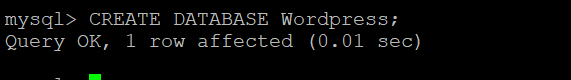 mysql> CREATE DATABASE Wordpress;
Query OK, 1 row affected (0.01 sec)